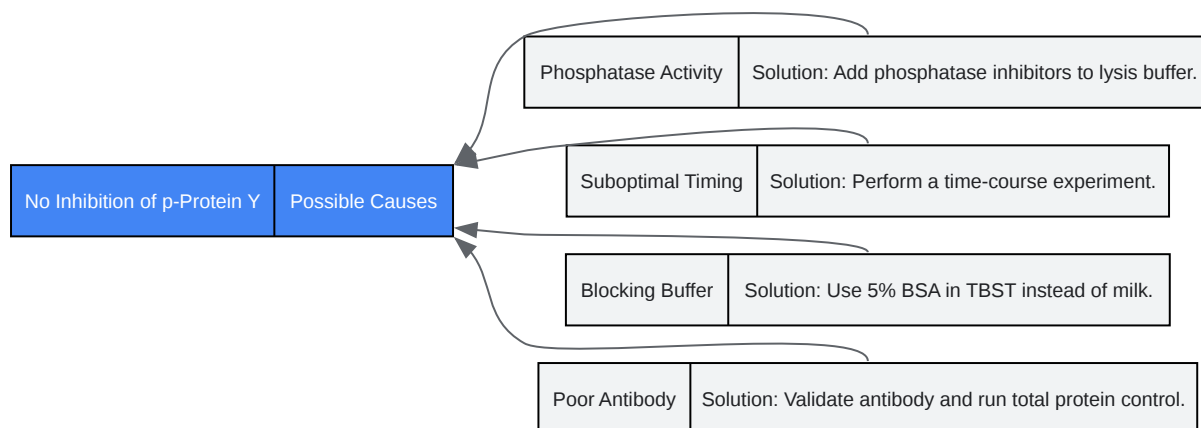 Phosphatase Activity
Solution: Add phosphatase inhibitors to lysis buffer.
Suboptimal Timing
Solution: Perform a time-course experiment.
No Inhibition of p-Protein Y
Possible Causes
Blocking Buffer
Solution: Use 5% BSA in TBST instead of milk.
Poor Antibody
Solution: Validate antibody and run total protein control.